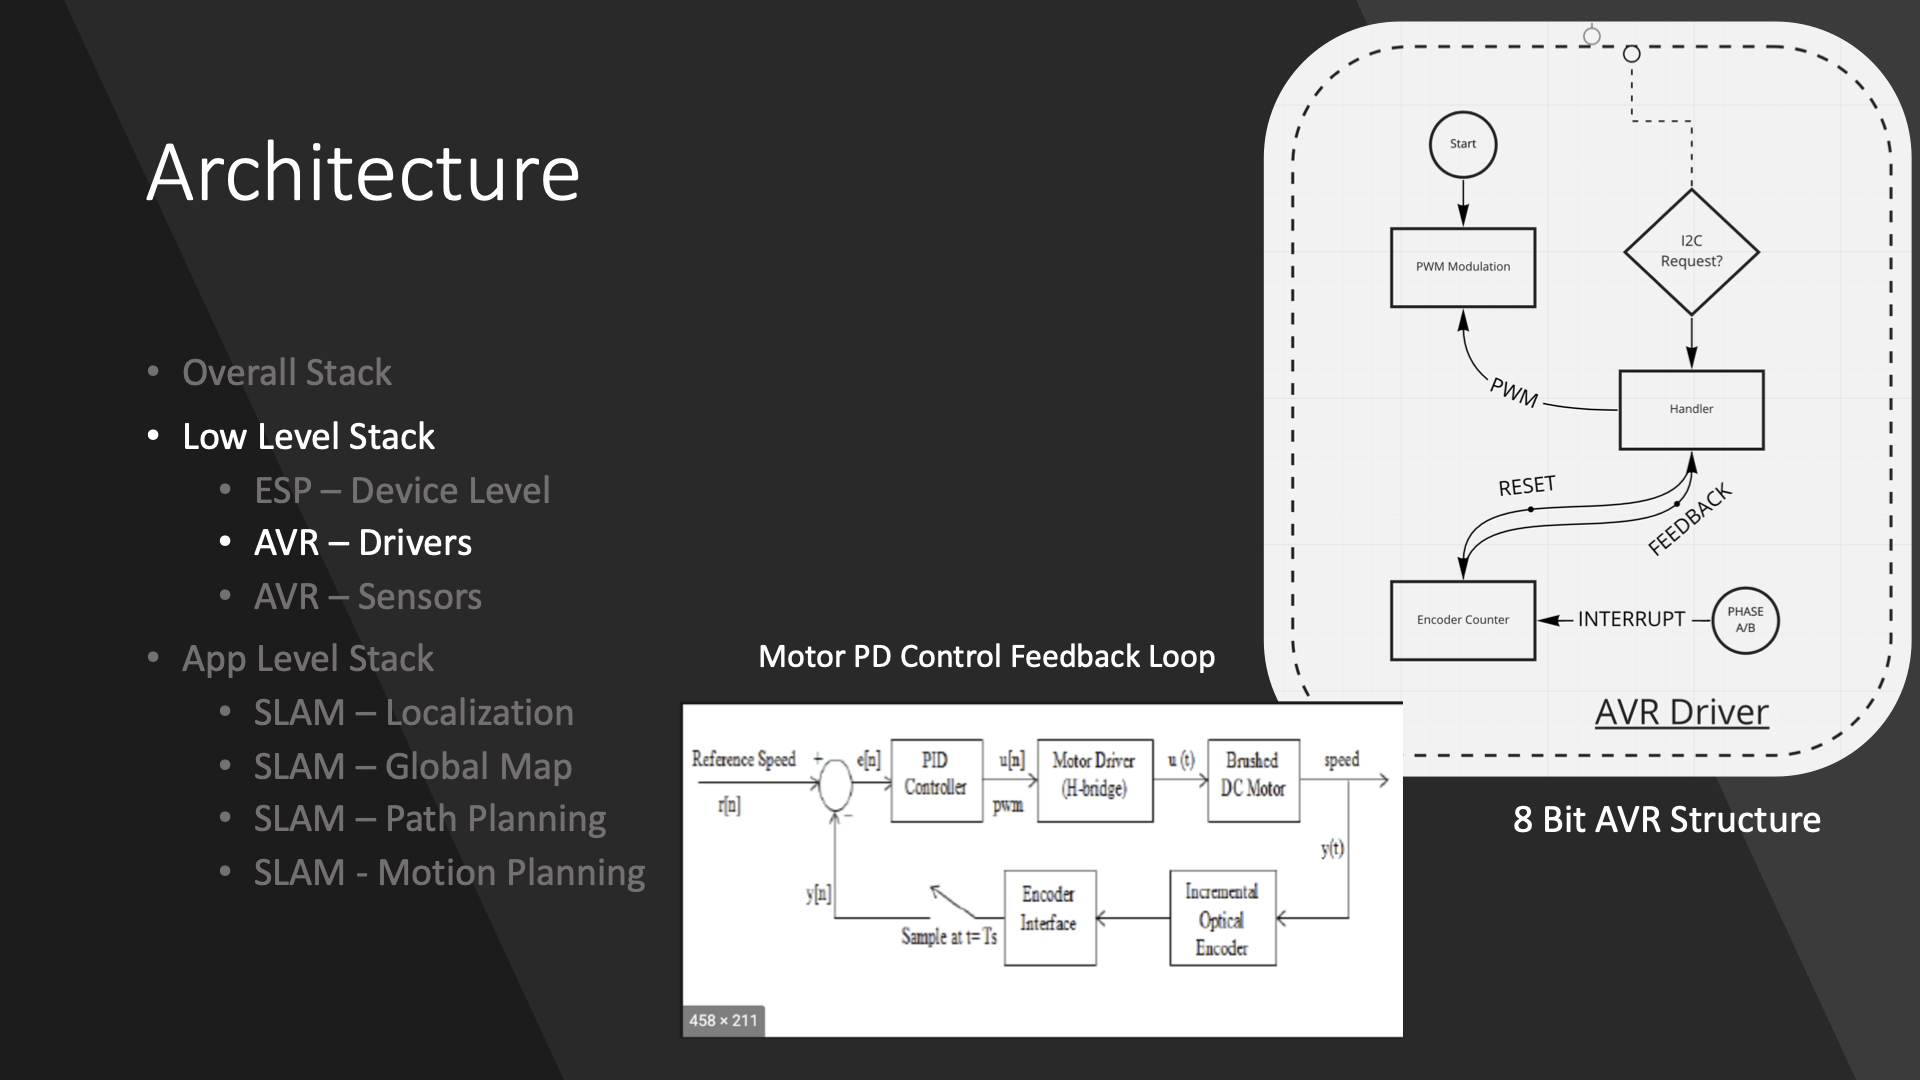 Architecture
• Overall Stack
• Low Level Stack
• ESP – Device Level
• AVR – Drivers
• AVR – Sensors
• App Level Stack
• SLAM – Localization
• SLAM – Global Map
• SLAM – Path Planning
• SLAM - Motion Planning
Motor PD Control Feedback Loop
Reference Speed
+
e[n]
r[n]
−
PID
Controller
u[n]
pwm
Motor Driver
(H-bridge)
u (t)
Brushed
DC Motor
speed
y(t)
y[n]
Sample at t=Ts
Encoder
Interface
Incremental
Optical
Encoder
458 × 211
Start
PWM Modulation
I2C
Request?
PWM
Handler
RESET
FEEDBACK
Encoder Counter
INTERRUPT
PHASE
A/B
AVR Driver
8 Bit AVR Structure